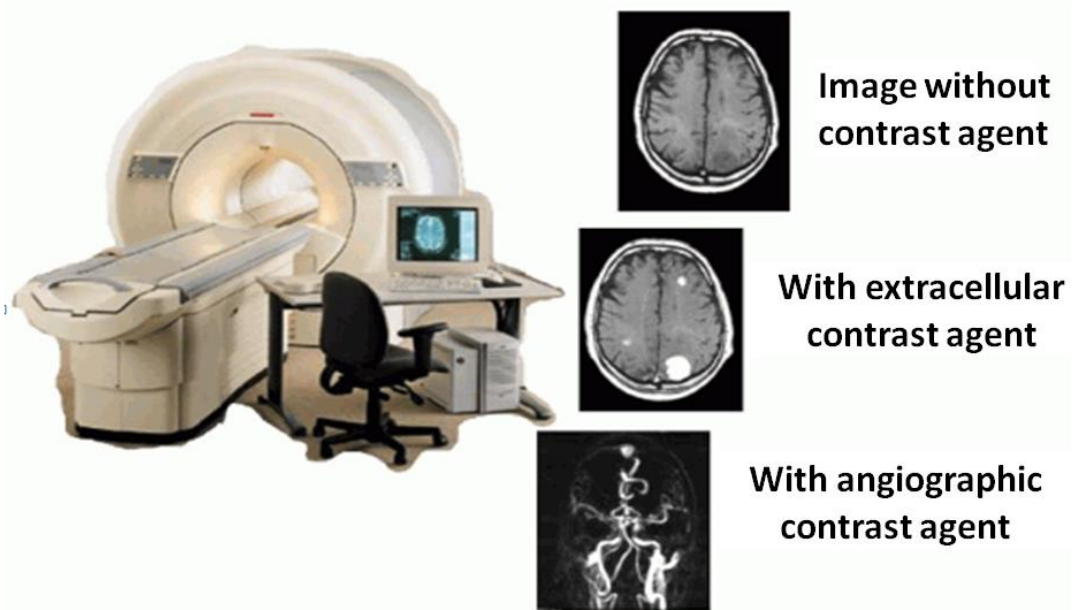 Image without
contrast agent
With extracellular
contrast agent
With angiographic
contrast agent